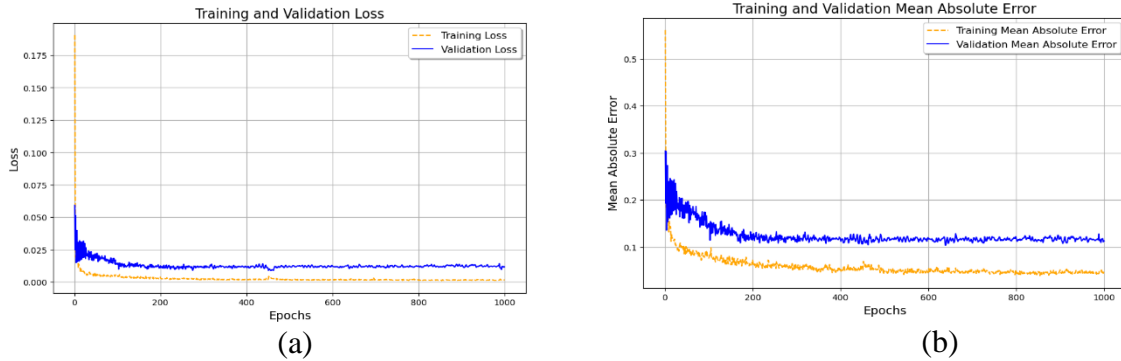 Training and Validation Loss
Training Loss
Validation Loss
0.175
0.150
0.125
0.100
0.075
0.050
0.025
0.000
Loss
0
200
400
600
800
1000
Epochs
(a)
Training and Validation Mean Absolute Error
Training Mean Absolute Error
Validation Mean Absolute Error
0.5
0.4
0.3
0.2
0.1
Mean Absolute Error
0
200
400
600
800
1000
Epochs
(b)